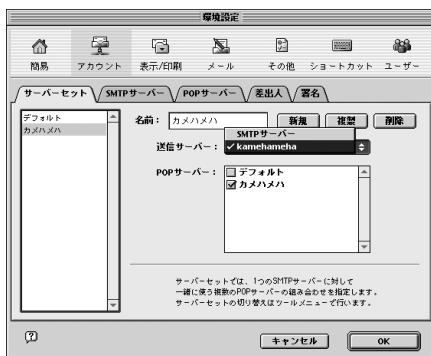 環境設定
簡易 アカウント 表示/印刷 メール その他 ショートカット ユーザー
サーバーセット SMTPサーバー POPサーバー 差出人 署名
デフォルト
カメハメハ
名前： カメハメハ 新規 複製 削除
SMTPサーバー
送信サーバー： ✓kamehameha
POPサーバー： デフォルト
カメハメハ
サーバーセットでは、1つのSMTPサーバーに対して
一緒に使う複数のPOPサーバーの組み合わせを指定します。
サーバーセットの切り替えはツールメニューで行います。
? キャンセル OK